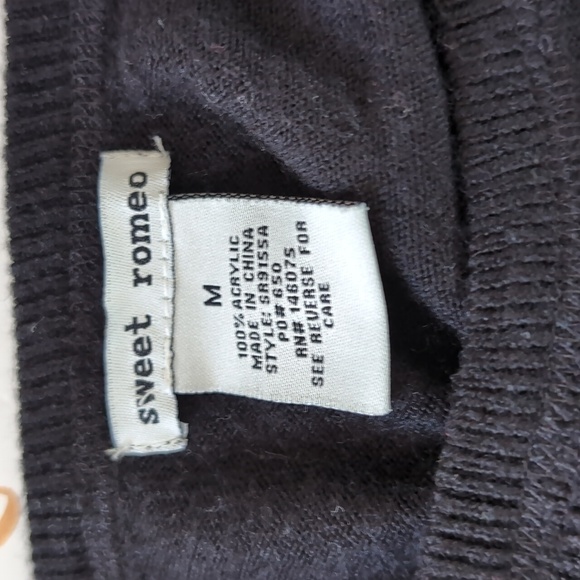 sweet romeo
M
100% ACRYLIC
MADE IN CHINA
STYLE: SR9155A
PO# 650
RN# 146075
SEE REVERSE FOR
CARE